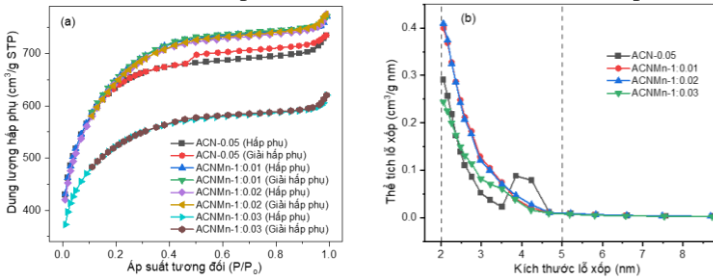 (a)
Dung lượng hấp phụ (cm³/g STP)
700
600
500
400
ACN-0.05 (Hấp phụ)
ACN-0.05 (Giải hấp phụ)
ACNMn-1:0.01 (Hấp phụ)
ACNMn-1:0.01 (Giải hấp phụ)
ACNMn-1:0.02 (Hấp phụ)
ACNMn-1:0.02 (Giải hấp phụ)
ACNMn-1:0.03 (Hấp phụ)
ACNMn-1:0.03 (Giải hấp phụ)
0.0 0.2 0.4 0.6 0.8 1.0
Áp suất tương đối (P/P₀)
(b)
Thể tích lỗ xốp (cm³/g nm)
0.4
0.3
0.2
0.1
0.0
ACN-0.05
ACNMn-1:0.01
ACNMn-1:0.02
ACNMn-1:0.03
2 3 4 5 6 7 8
Kích thước lỗ xốp (nm)